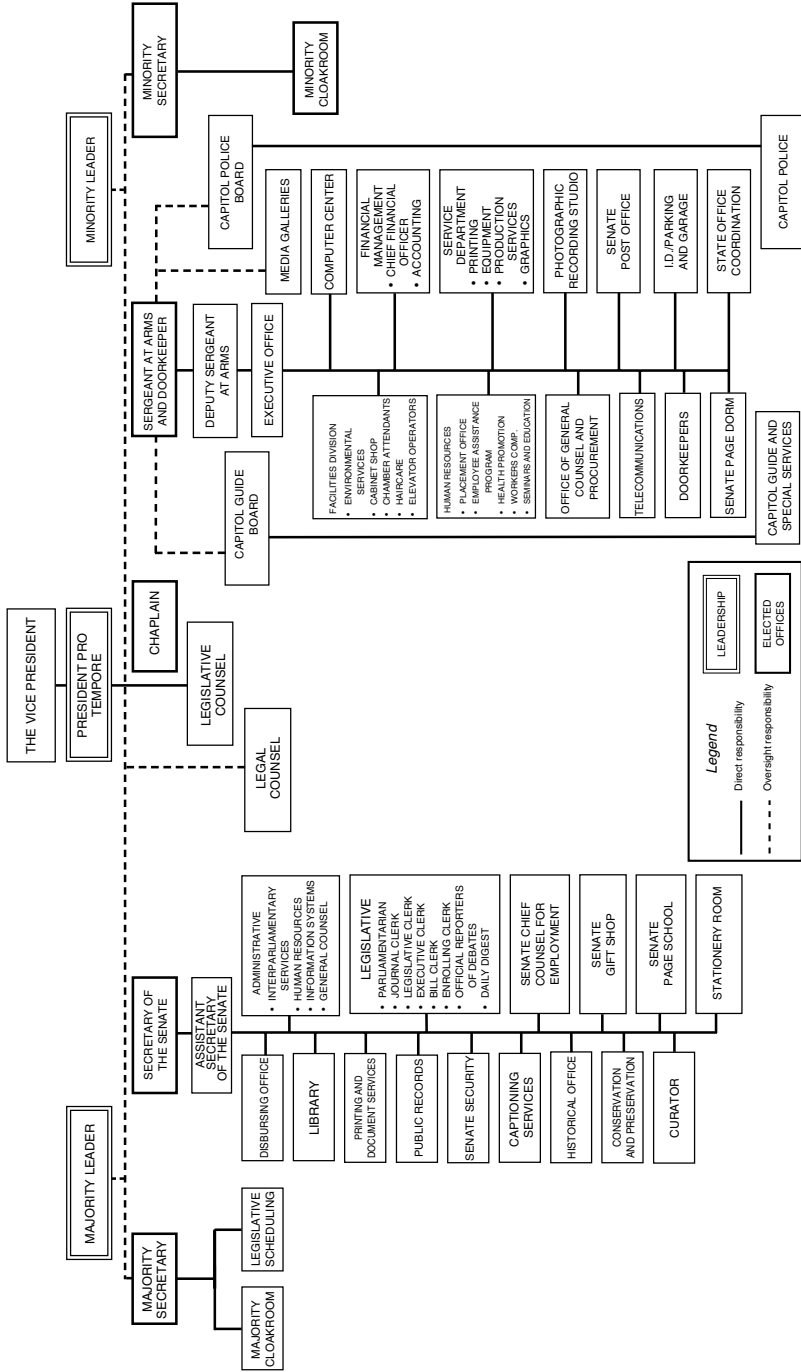 THE VICE PRESIDENT
MAJORITY LEADER
PRESIDENT PRO
TEMPORE
MINORITY LEADER
MAJORITY
SECRETARY
SECRETARY OF
THE SENATE
CHAPLAIN
SERGEANT AT ARMS
AND DOORKEEPER
MINORITY
SECRETARY
MAJORITY
CLOAKROOM
LEGISLATIVE
SCHEDULING
ASSISTANT
SECRETARY
OF THE SENATE
DISBURSING OFFICE
LIBRARY
PRINTING AND
DOCUMENT SERVICES
PUBLIC RECORDS
SENATE SECURITY
CAPTIONING
SERVICES
HISTORICAL OFFICE
CONSERVATION
AND PRESERVATION
CURATOR
ADMINISTRATIVE
• INTERPARLIAMENTARY
SERVICES
• HUMAN RESOURCES
• INFORMATION SYSTEMS
• GENERAL COUNSEL
LEGISLATIVE
• PARLIAMENTARIAN
• JOURNAL CLERK
• LEGISLATIVE CLERK
• EXECUTIVE CLERK
• BILL CLERK
• ENROLLING CLERK
• OFFICIAL REPORTERS
OF DEBATES
• DAILY DIGEST
SENATE CHIEF
COUNSEL FOR
EMPLOYMENT
SENATE
GIFT SHOP
SENATE
PAGE SCHOOL
STATIONERY ROOM
LEGAL
COUNSEL
LEGISLATIVE
COUNSEL
CAPITOL GUIDE
BOARD
DEPUTY SERGEANT
AT ARMS
EXECUTIVE OFFICE
MEDIA GALLERIES
CAPITOL POLICE
BOARD
MINORITY
CLOAKROOM
FACILITIES DIVISION
• ENVIRONMENTAL
SERVICES
• CABINET SHOP
• CHAMBER ATTENDANTS
• HAIRCARE
• ELEVATOR OPERATORS
HUMAN RESOURCES
• PLACEMENT OFFICE
• EMPLOYEE ASSISTANCE
PROGRAM
• HEALTH PROMOTION
• WORKERS COMP.
• SEMINARS AND EDUCATION
OFFICE OF GENERAL
COUNSEL AND
PROCUREMENT
TELECOMMUNICATIONS
DOORKEEPERS
SENATE PAGE DORM
COMPUTER CENTER
FINANCIAL
MANAGEMENT
• CHIEF FINANCIAL
OFFICER
• ACCOUNTING
SERVICE
DEPARTMENT
• PRINTING
• EQUIPMENT
• PRODUCTION
SERVICES
• GRAPHICS
PHOTOGRAPHIC
RECORDING STUDIO
SENATE
POST OFFICE
I.D./PARKING
AND GARAGE
STATE OFFICE
COORDINATION
CAPITOL GUIDE AND
SPECIAL SERVICES
CAPITOL POLICE
Legend
Direct responsibility
Oversight responsibility
LEADERSHIP
ELECTED
OFFICES